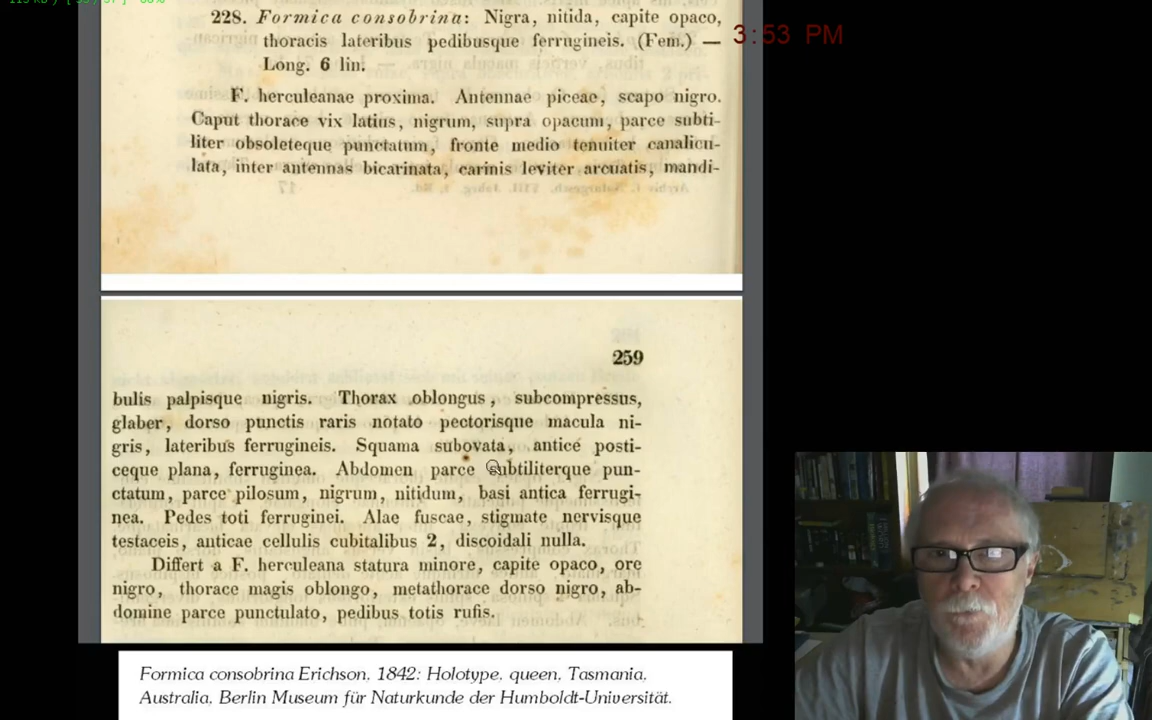 228. Formica consobrina: Nigra, nitida, capite opaco,
3:53 PM
thoracis lateribus pedibusque ferrugineis. (Fem.) —
Long. 6 lin.
F. herculeanae proxima. Antennae piceae, scapo nigro.
Caput thorace vix latius, nigrum, supra opacum, parce subti-
liter obsoleteque punctatum, fronte medio tenuiter canalicu-
lata, inter antennas bicarinata, carinis leviter arcuatis, mandi-
17
259
bulis palpisque nigris. Thorax oblongus, subcompressus,
glaber, dorso punctis raris notato pectorisque macula ni-
gris, lateribus ferrugineis. Squama subovata, antice posti-
ceque plana, ferruginea. Abdomen parce subtiliterque pun-
ctatum, parce pilosum, nigrum, nitidum, basi antica ferrugi-
nea. Pedes toti ferruginei. Alae fuscae, stigmate nervisque
testaceis, anticae cellulis cubitalibus 2, discoidali nulla.
Differt a F. herculeana statura minore, capite opaco, ore
nigro, thorace magis oblongo, metathorace dorso nigro, ab-
domine parce punctulato, pedibus totis rufis.
Formica consobrina Erichson, 1842: Holotype, queen, Tasmania,
Australia, Berlin Museum für Naturkunde der Humboldt-Universität.